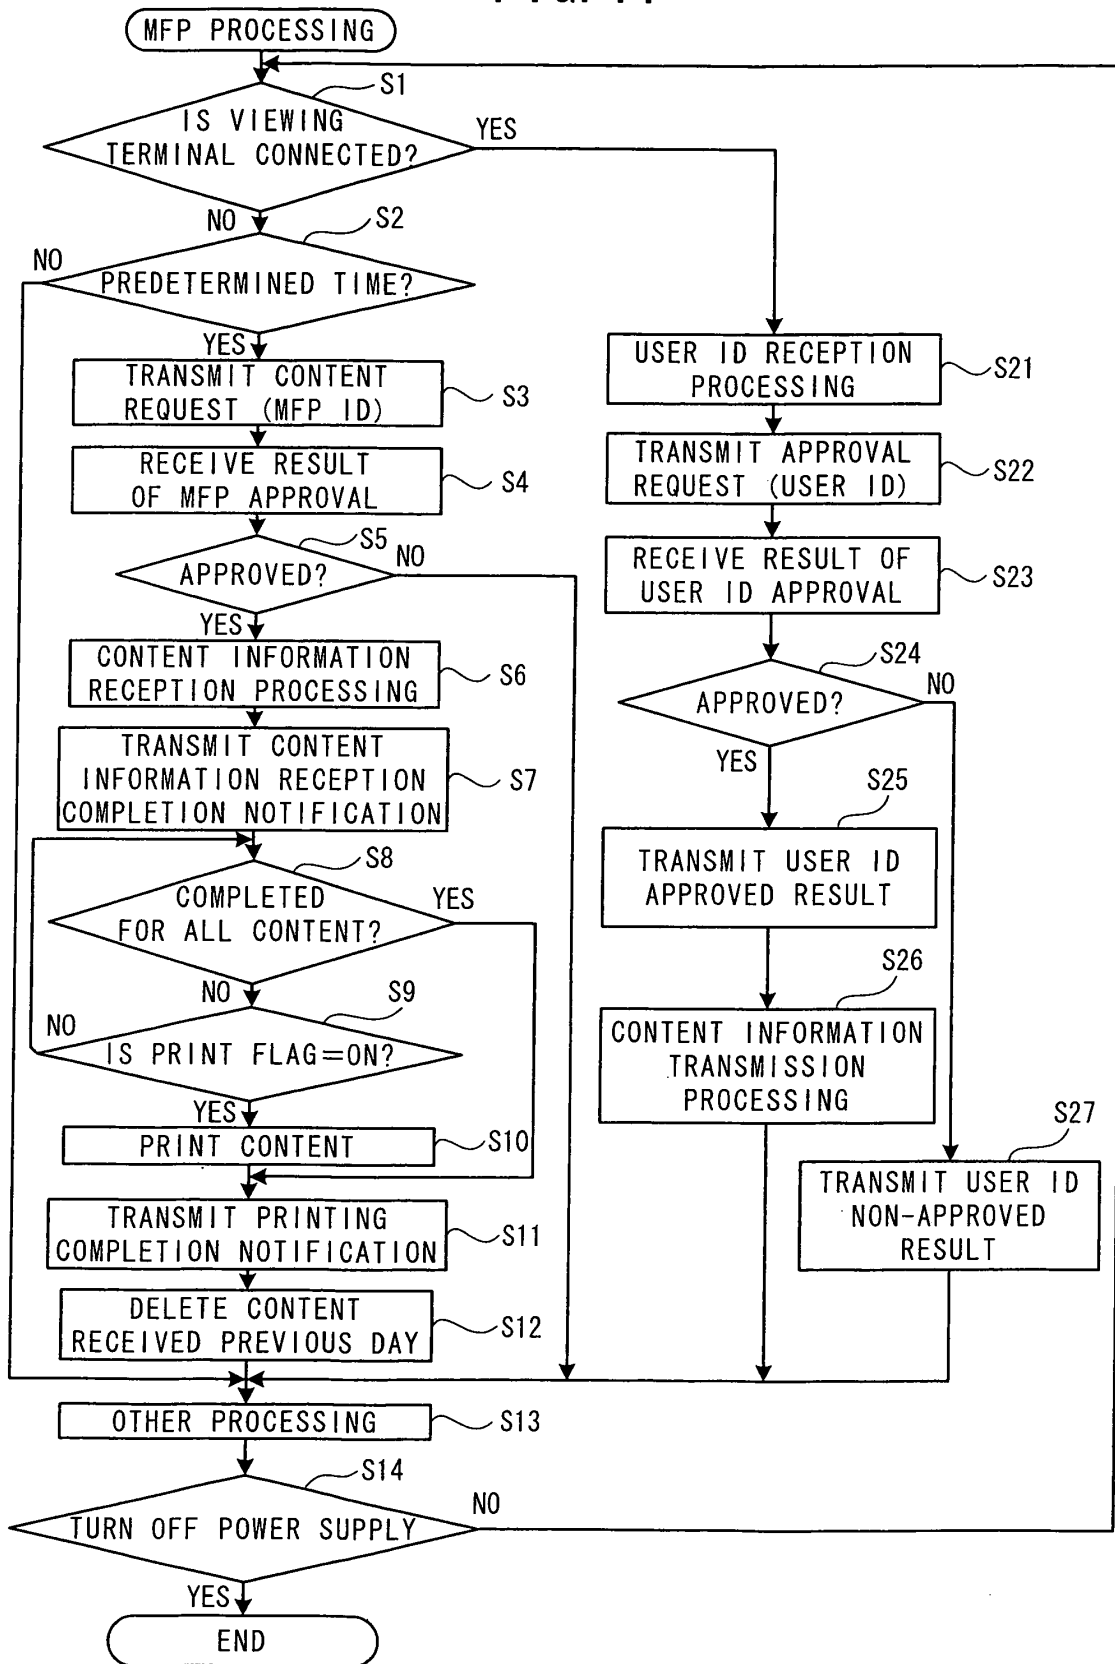 MFP PROCESSING
S1
IS VIEWING
TERMINAL CONNECTED?
YES
NO
S2
NO
PREDETERMINED TIME?
YES
TRANSMIT CONTENT
REQUEST (MFP ID)
S3
RECEIVE RESULT
OF MFP APPROVAL
S4
S5
APPROVED?
NO
YES
CONTENT INFORMATION
RECEPTION PROCESSING
S6
TRANSMIT CONTENT
INFORMATION RECEPTION
COMPLETION NOTIFICATION
S7
S8
COMPLETED
FOR ALL CONTENT?
YES
NO
S9
NO
IS PRINT FLAG=ON?
YES
PRINT CONTENT
S10
TRANSMIT PRINTING
COMPLETION NOTIFICATION
S11
DELETE CONTENT
RECEIVED PREVIOUS DAY
S12
OTHER PROCESSING
S13
S14
TURN OFF POWER SUPPLY
NO
YES
END
USER ID RECEPTION
PROCESSING
S21
TRANSMIT APPROVAL
REQUEST (USER ID)
S22
RECEIVE RESULT OF
USER ID APPROVAL
S23
S24
APPROVED?
NO
YES
S25
TRANSMIT USER ID
APPROVED RESULT
S26
CONTENT INFORMATION
TRANSMISSION
PROCESSING
S27
TRANSMIT USER ID
NON-APPROVED
RESULT